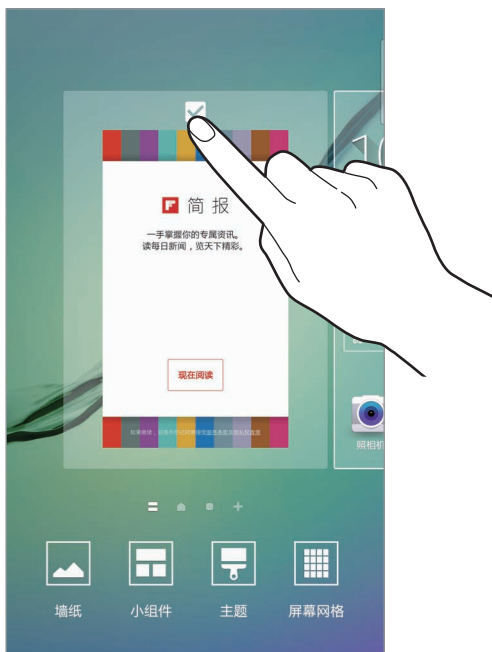 简报
一手掌握你的专属资讯。
读每日新闻，览天下精彩。
现在阅读
照相机
墙纸
小组件
主题
屏幕网格